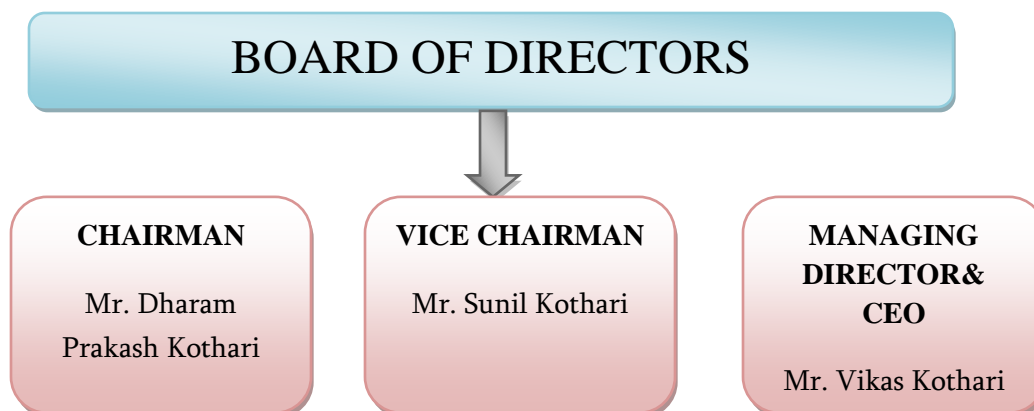 BOARD OF DIRECTORS
CHAIRMAN
Mr. Dharam
Prakash Kothari
VICE CHAIRMAN
Mr. Sunil Kothari
MANAGING
DIRECTOR&
CEO
Mr. Vikas Kothari